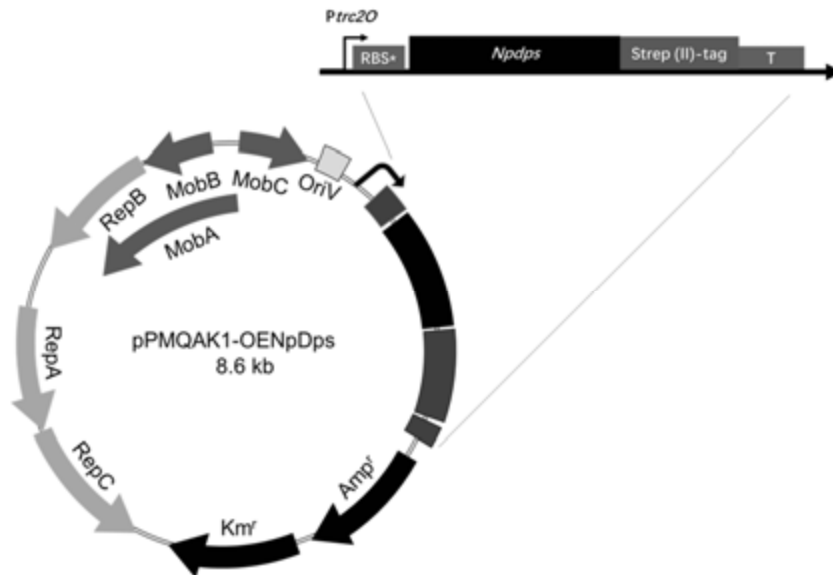 Ptrc2O
RBS*
Npdps
Strep (II)-tag
T
MobB
MobC
OriV
RepB
MobA
RepA
pPMQAK1-OENpDps
8.6 kb
RepC
Ampʳ
Kmʳ